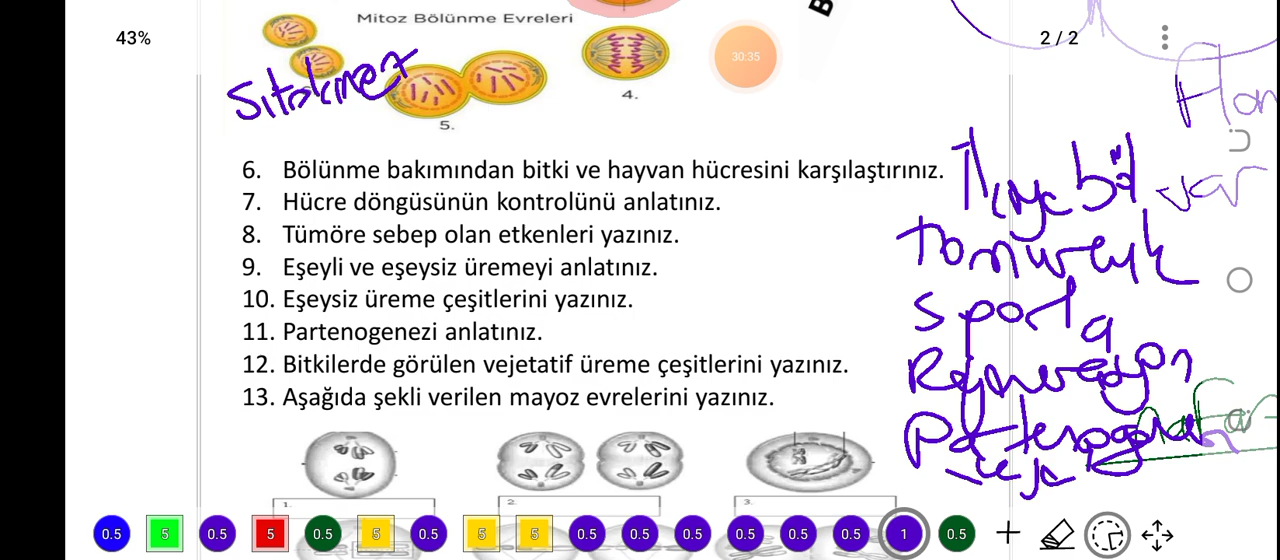 43%
Mitoz Bölünme Evreleri
30:35
2 / 2
B
Sitokinez
4.
5.
6. Bölünme bakımından bitki ve hayvan hücresini karşılaştırınız.
7. Hücre döngüsünün kontrolünü anlatınız.
8. Tümöre sebep olan etkenleri yazınız.
9. Eşeyli ve eşeysiz üremeyi anlatınız.
10. Eşeysiz üreme çeşitlerini yazınız.
11. Partenogenezi anlatınız.
12. Bitkilerde görülen vejetatif üreme çeşitlerini yazınız.
13. Aşağıda şekli verilen mayoz evrelerini yazınız.
İkiye böl
var
tomurcuk
sporla
1.
2.
3.
0.5 5 0.5 5 0.5 5 0.5 5 5 0.5 0.5 0.5 0.5 0.5 0.5 1 0.5